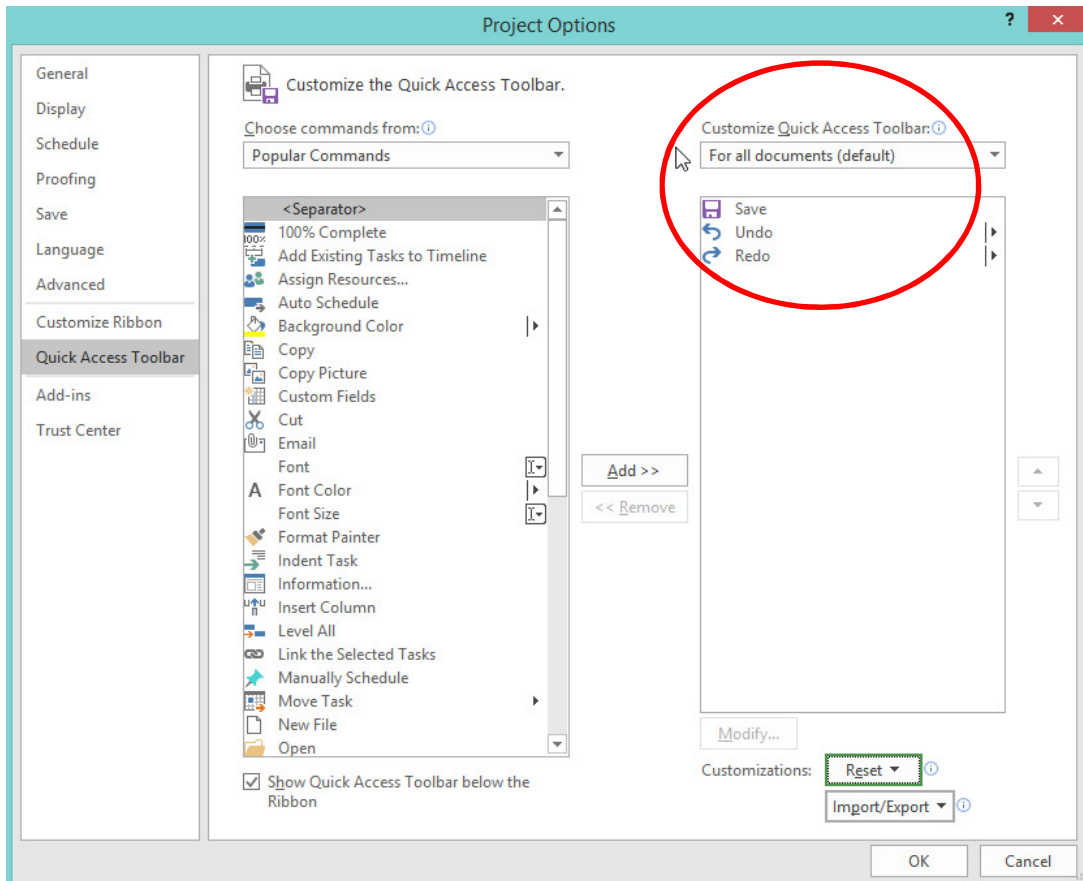 Project Options
?
General
Display
Schedule
Proofing
Save
Language
Advanced
Customize Ribbon
Quick Access Toolbar
Add-ins
Trust Center
Customize the Quick Access Toolbar.
Choose commands from:
Popular Commands
<Separator>
100% Complete
Add Existing Tasks to Timeline
Assign Resources...
Auto Schedule
Background Color
Copy
Copy Picture
Custom Fields
Cut
Email
Font
A Font Color
Font Size
Format Painter
Indent Task
Information...
Insert Column
Level All
Link the Selected Tasks
Manually Schedule
Move Task
New File
Open
Show Quick Access Toolbar below the
Ribbon
Add >>
<< Remove
Customize Quick Access Toolbar:
For all documents (default)
Save
Undo
Redo
Modify...
Customizations: Reset
Import/Export
OK
Cancel